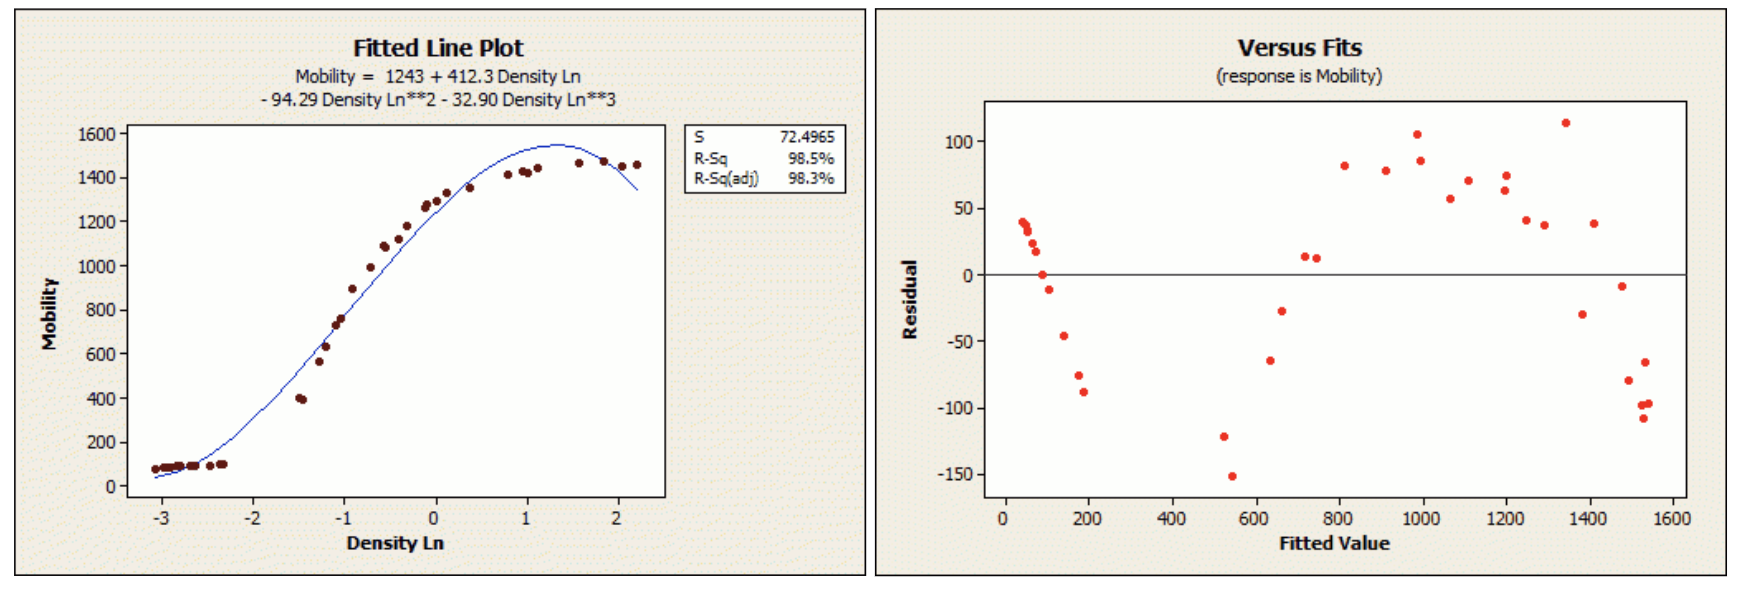 Fitted Line Plot
Mobility = 1243 + 412.3 Density Ln
- 94.29 Density Ln**2 - 32.90 Density Ln**3
S 72.4965
R-Sq 98.5%
R-Sq(adj) 98.3%
1600
1400
1200
1000
800
600
400
200
0
Mobility
-3 -2 -1 0 1 2
Density Ln
Versus Fits
(response is Mobility)
100
50
0
-50
-100
-150
Residual
0 200 400 600 800 1000 1200 1400 1600
Fitted Value